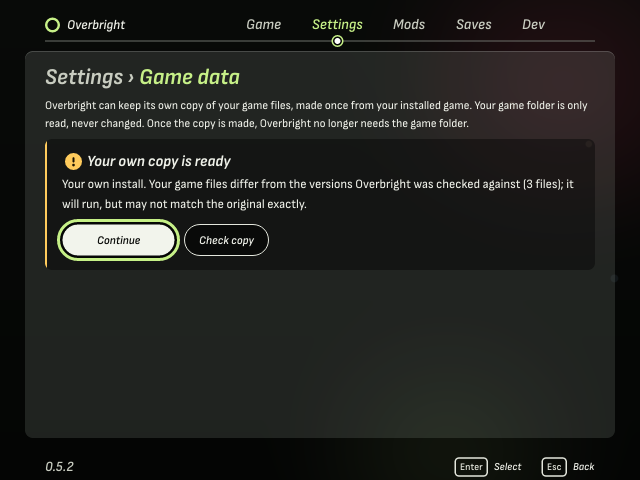 Overbright
Game
Settings
Mods
Saves
Dev
Settings › Game data
Overbright can keep its own copy of your game files, made once from your installed game. Your game folder is only
read, never changed. Once the copy is made, Overbright no longer needs the game folder.
Your own copy is ready
Your own install. Your game files differ from the versions Overbright was checked against (3 files); it
will run, but may not match the original exactly.
Continue
Check copy
0.5.2
Enter Select
Esc Back